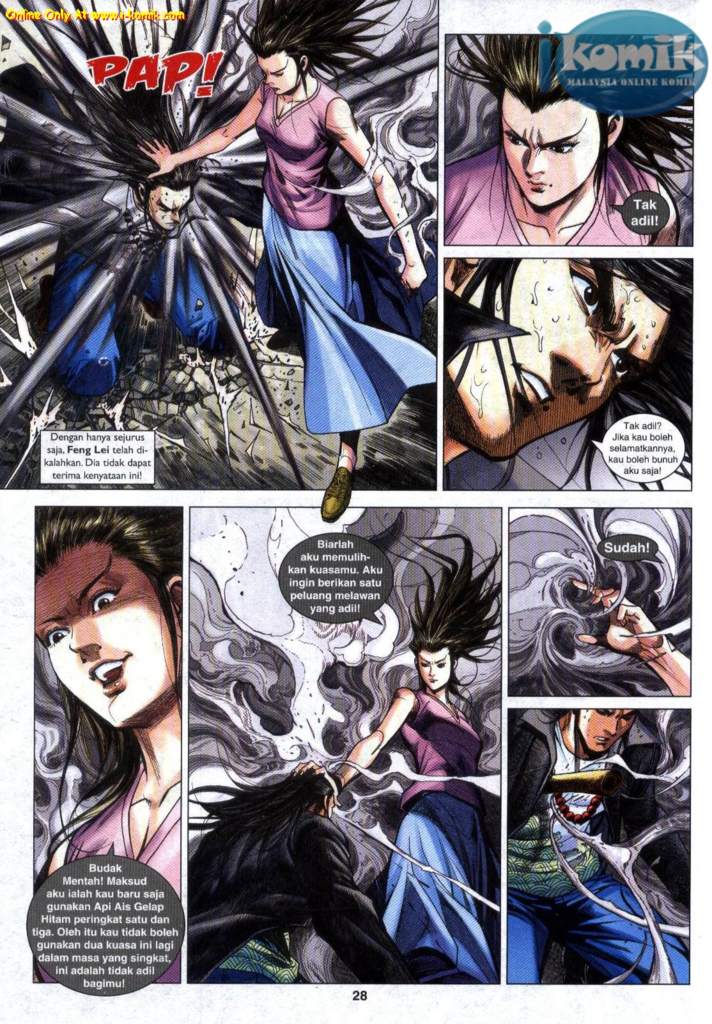 Online Only At www.i-komik.com
PAP!
i Komik
MALAYSIA ONLINE KOMIK
Tak
adil!
Dengan hanya sejurus
saja, Feng Lei telah di-
kalahkan. Dia tidak dapat
terima kenyataan ini!
Tak adil?
Jika kau boleh
selamatkannya,
kau boleh bunuh
aku saja!
Budak
Mentah! Maksud
aku ialah kau baru saja
gunakan Api Ais Gelap
Hitam peringkat satu dan
tiga. Oleh itu kau tidak boleh
gunakan dua kuasa ini lagi
dalam masa yang singkat,
ini adalah tidak adil
bagimu!
Biarlah
aku memulih-
kan kuasamu. Aku
ingin berikan satu
peluang melawan
yang adil!
Sudah!
28